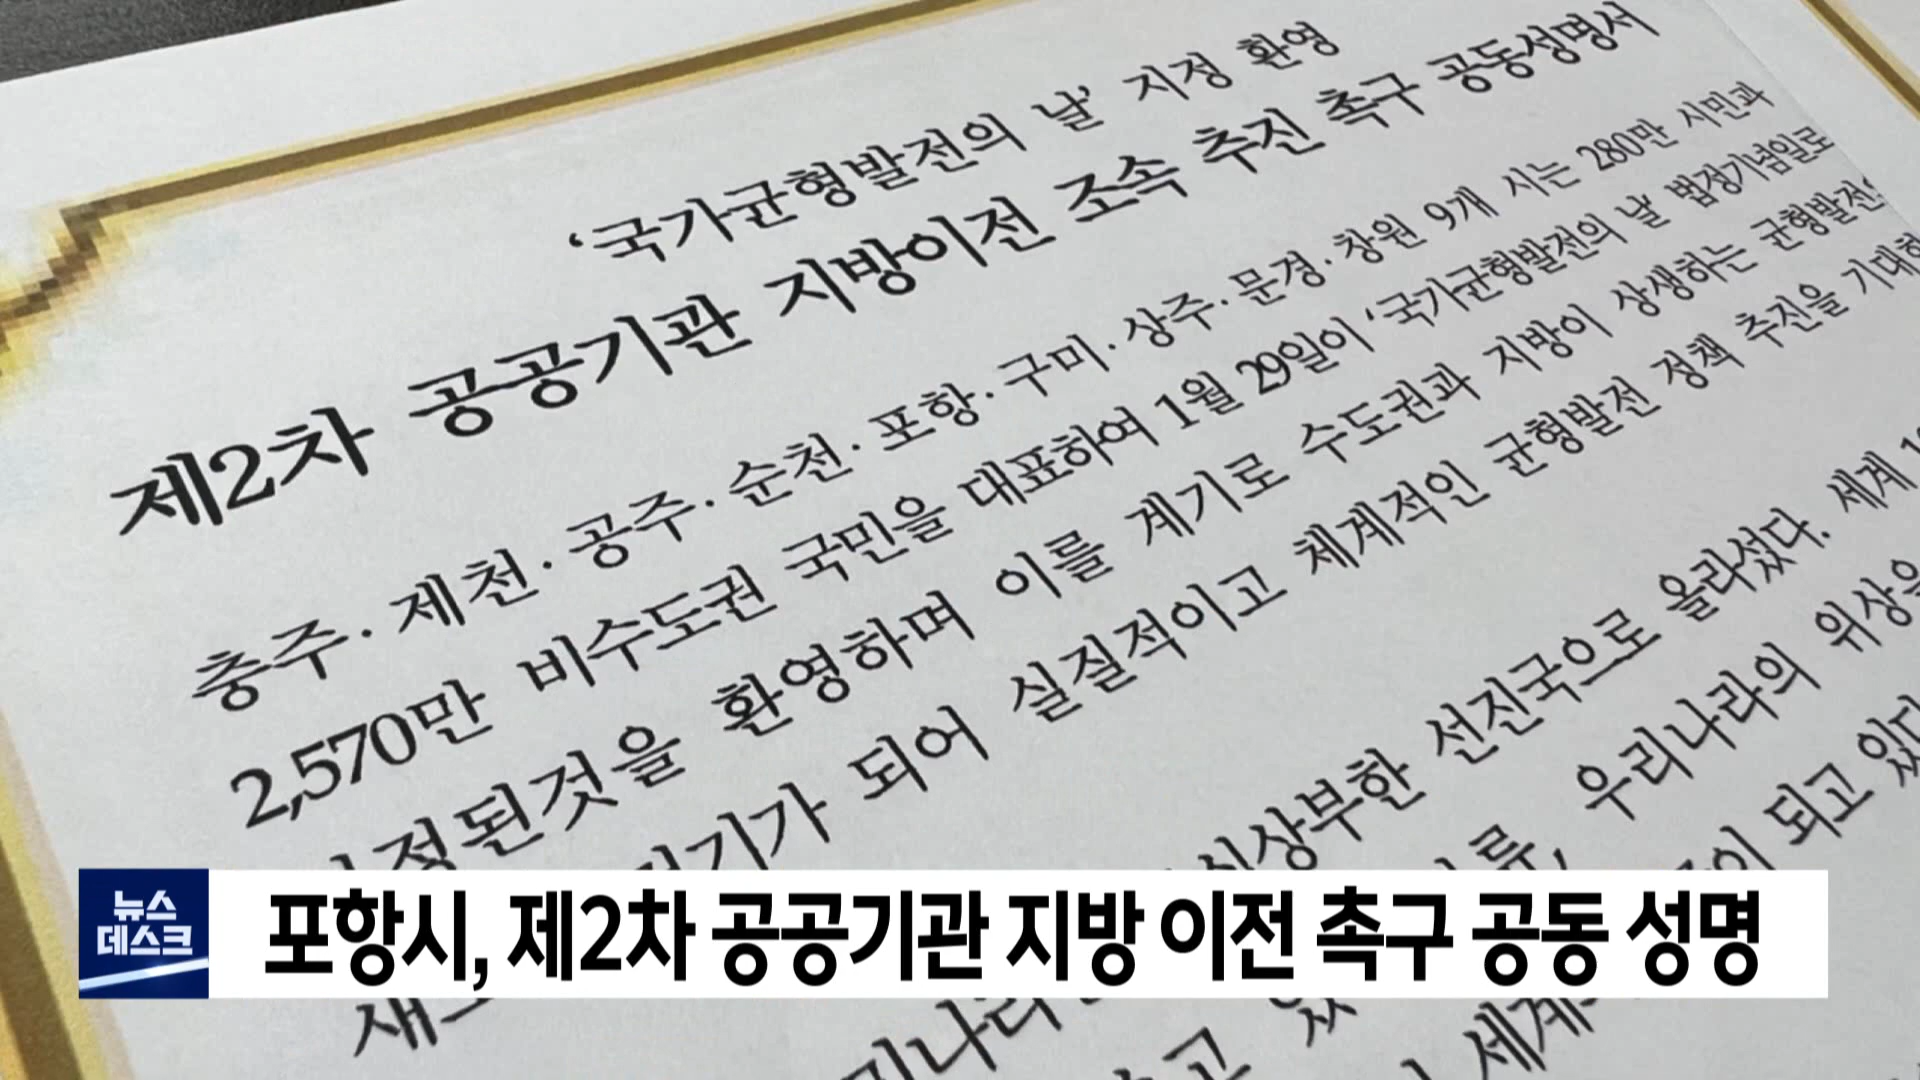 ‘국가균형발전의 날’ 지정 환영
제2차 공공기관 지방이전 조속 추진 촉구 공동성명서
충주·제천·공주·순천·포항·구미·상주·문경·창원 9개 시는 280만 시민과
2,570만 비수도권 국민을 대표하여 1월 29일이 ‘국가균형발전의 날’ 법정기념일로
된것을 환영하며 이를 계기로 수도권과 지방이 상생하는 균형발전
되어 실질적이고 체계적인 균형발전 정책 추진을
선진국으로 올라섰다. 세계
우리나라의 위상을
되고
뉴스
데스크
포항시, 제2차 공공기관 지방 이전 촉구 공동 성명